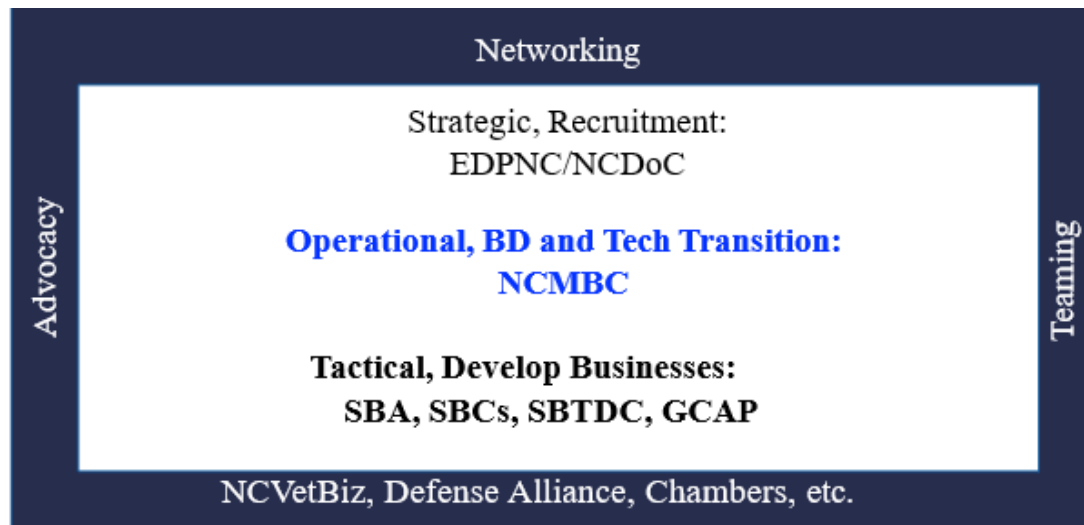 Networking
Strategic, Recruitment:
EDPNC/NCDoC
Advocacy
Operational, BD and Tech Transition:
NCMBC
Teaming
Tactical, Develop Businesses:
SBA, SBCs, SBTDC, GCAP
NCVetBiz, Defense Alliance, Chambers, etc.